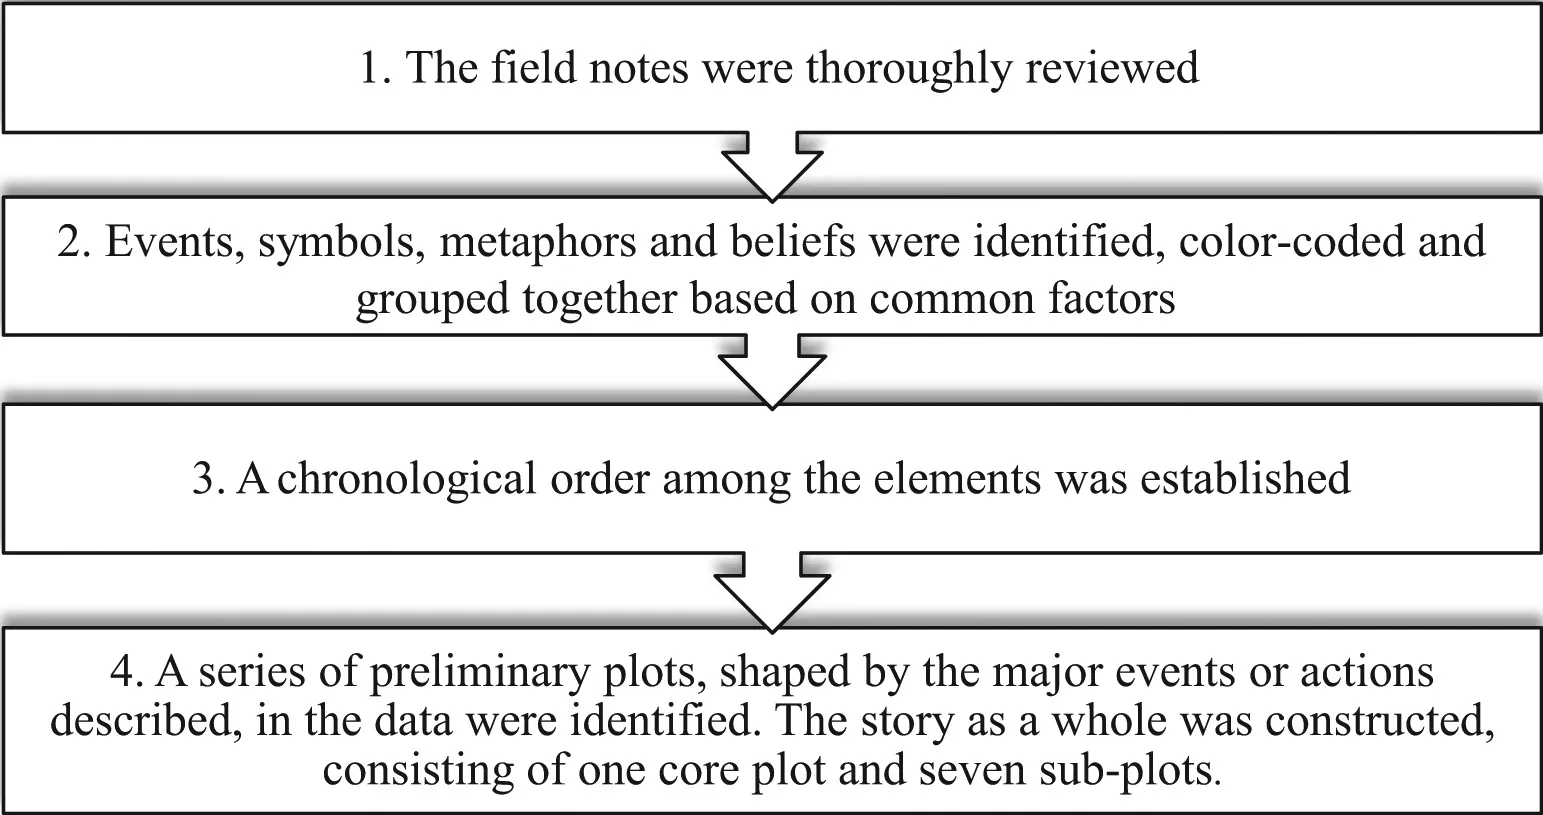 1. The field notes were thoroughly reviewed
2. Events, symbols, metaphors and beliefs were identified, color-coded and
grouped together based on common factors
3. A chronological order among the elements was established
4. A series of preliminary plots, shaped by the major events or actions
described, in the data were identified. The story as a whole was constructed,
consisting of one core plot and seven sub-plots.